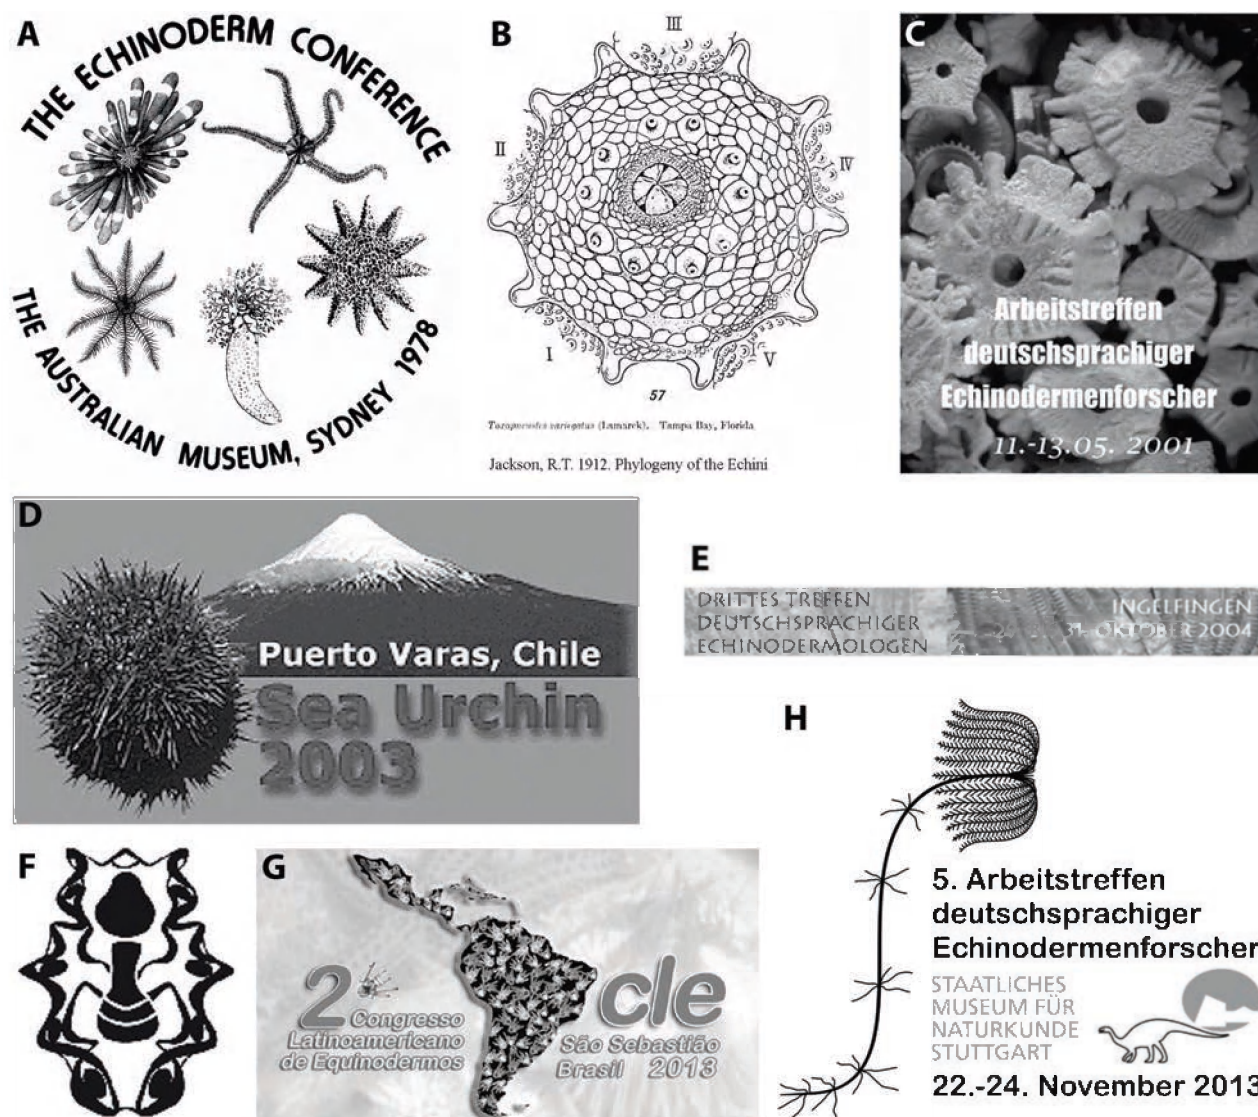 A
THE ECHINODERM CONFERENCE
THE AUSTRALIAN MUSEUM, SYDNEY 1978
B
III
II
IV
I
V
57
(Lamarck). Tampa Bay, Florida
Jackson, R.T. 1912. Phylogeny of the Echini
C
Arbeitstreffen
deutschsprachiger
Echinodermenforscher
11.-13.05. 2001
D
Puerto Varas, Chile
Sea Urchin
2003
E
DRITTES TREFFEN
DEUTSCHSPRACHIGER
ECHINODERMOLOGEN
INGELFINGEN
31. OKTOBER 2004
F
G
2
Congresso
Latinoamericano
de Equinodermos
cle
São Sebastião
Brasil 2013
H
5. Arbeitstreffen
deutschsprachiger
Echinodermenforscher
STAATLICHES
MUSEUM FÜR
NATURKUNDE
STUTTGART
22.-24. November 2013